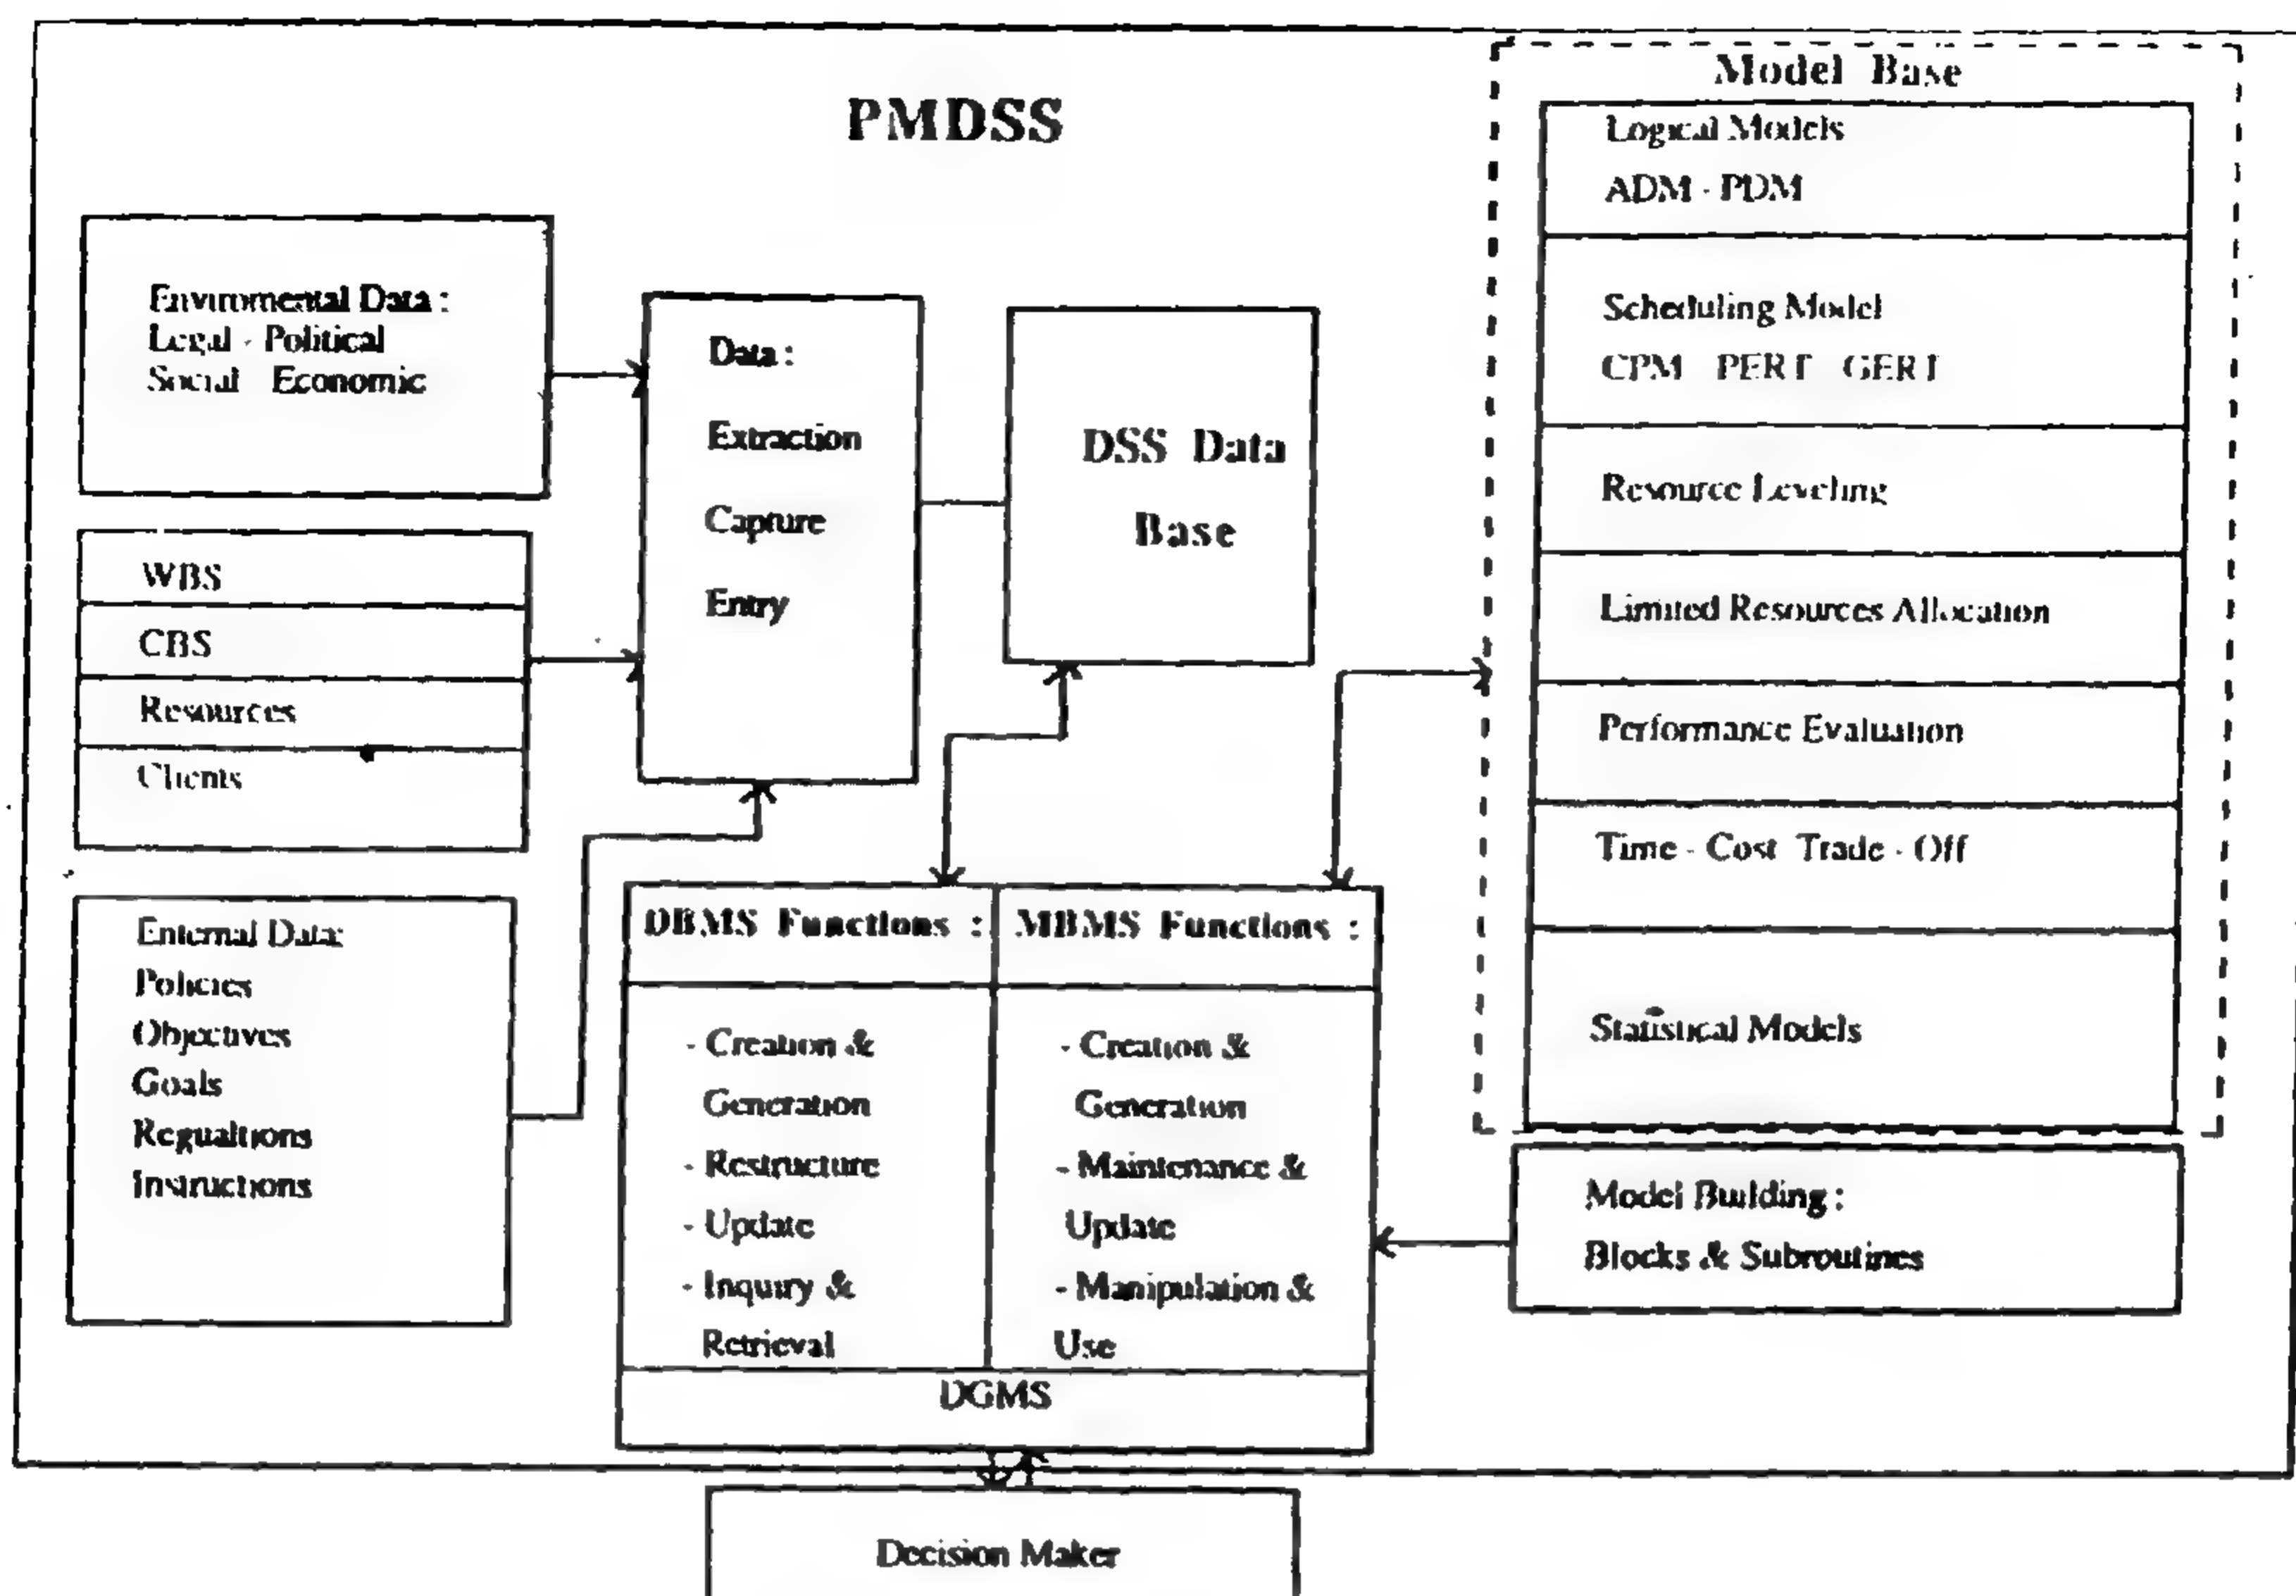 PMDSS
Enviromental Data :
Legal - Political
Social Economic
WBS
CBS
Resources
Clients
Enternal Data:
Policies
Objectives
Goals
Regualtions
Instructions
Data :
Extraction
Capture
Entry
DSS Data
Base
DBMS Functions :
- Creation &
Generation
- Restructure
- Update
- Inquiry &
Retrieval
MBMS Functions :
- Creation &
Generation
- Maintenance &
Update
- Manipulation &
Use
DGMS
Decision Maker
Model Base
Logical Models
ADM - PDM
Scheduling Model
CPM PERT GERT
Resource Leveling
Limited Resources Allocation
Performance Evaluation
Time - Cost Trade - Off
Statistical Models
Model Building :
Blocks & Subroutines